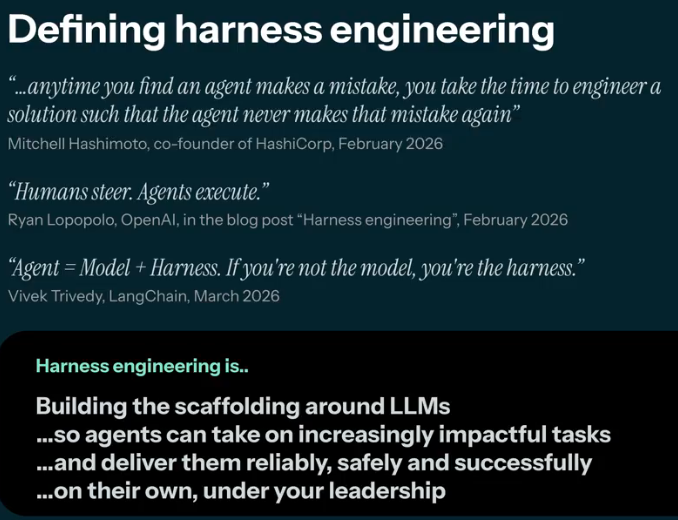 Defining harness engineering
“...anytime you find an agent makes a mistake, you take the time to engineer a
solution such that the agent never makes that mistake again”
Mitchell Hashimoto, co-founder of HashiCorp, February 2026
“Humans steer. Agents execute.”
Ryan Lopopolo, OpenAI, in the blog post “Harness engineering”, February 2026
“Agent = Model + Harness. If you're not the model, you're the harness.”
Vivek Trivedy, LangChain, March 2026
Harness engineering is..
Building the scaffolding around LLMs
...so agents can take on increasingly impactful tasks
...and deliver them reliably, safely and successfully
...on their own, under your leadership